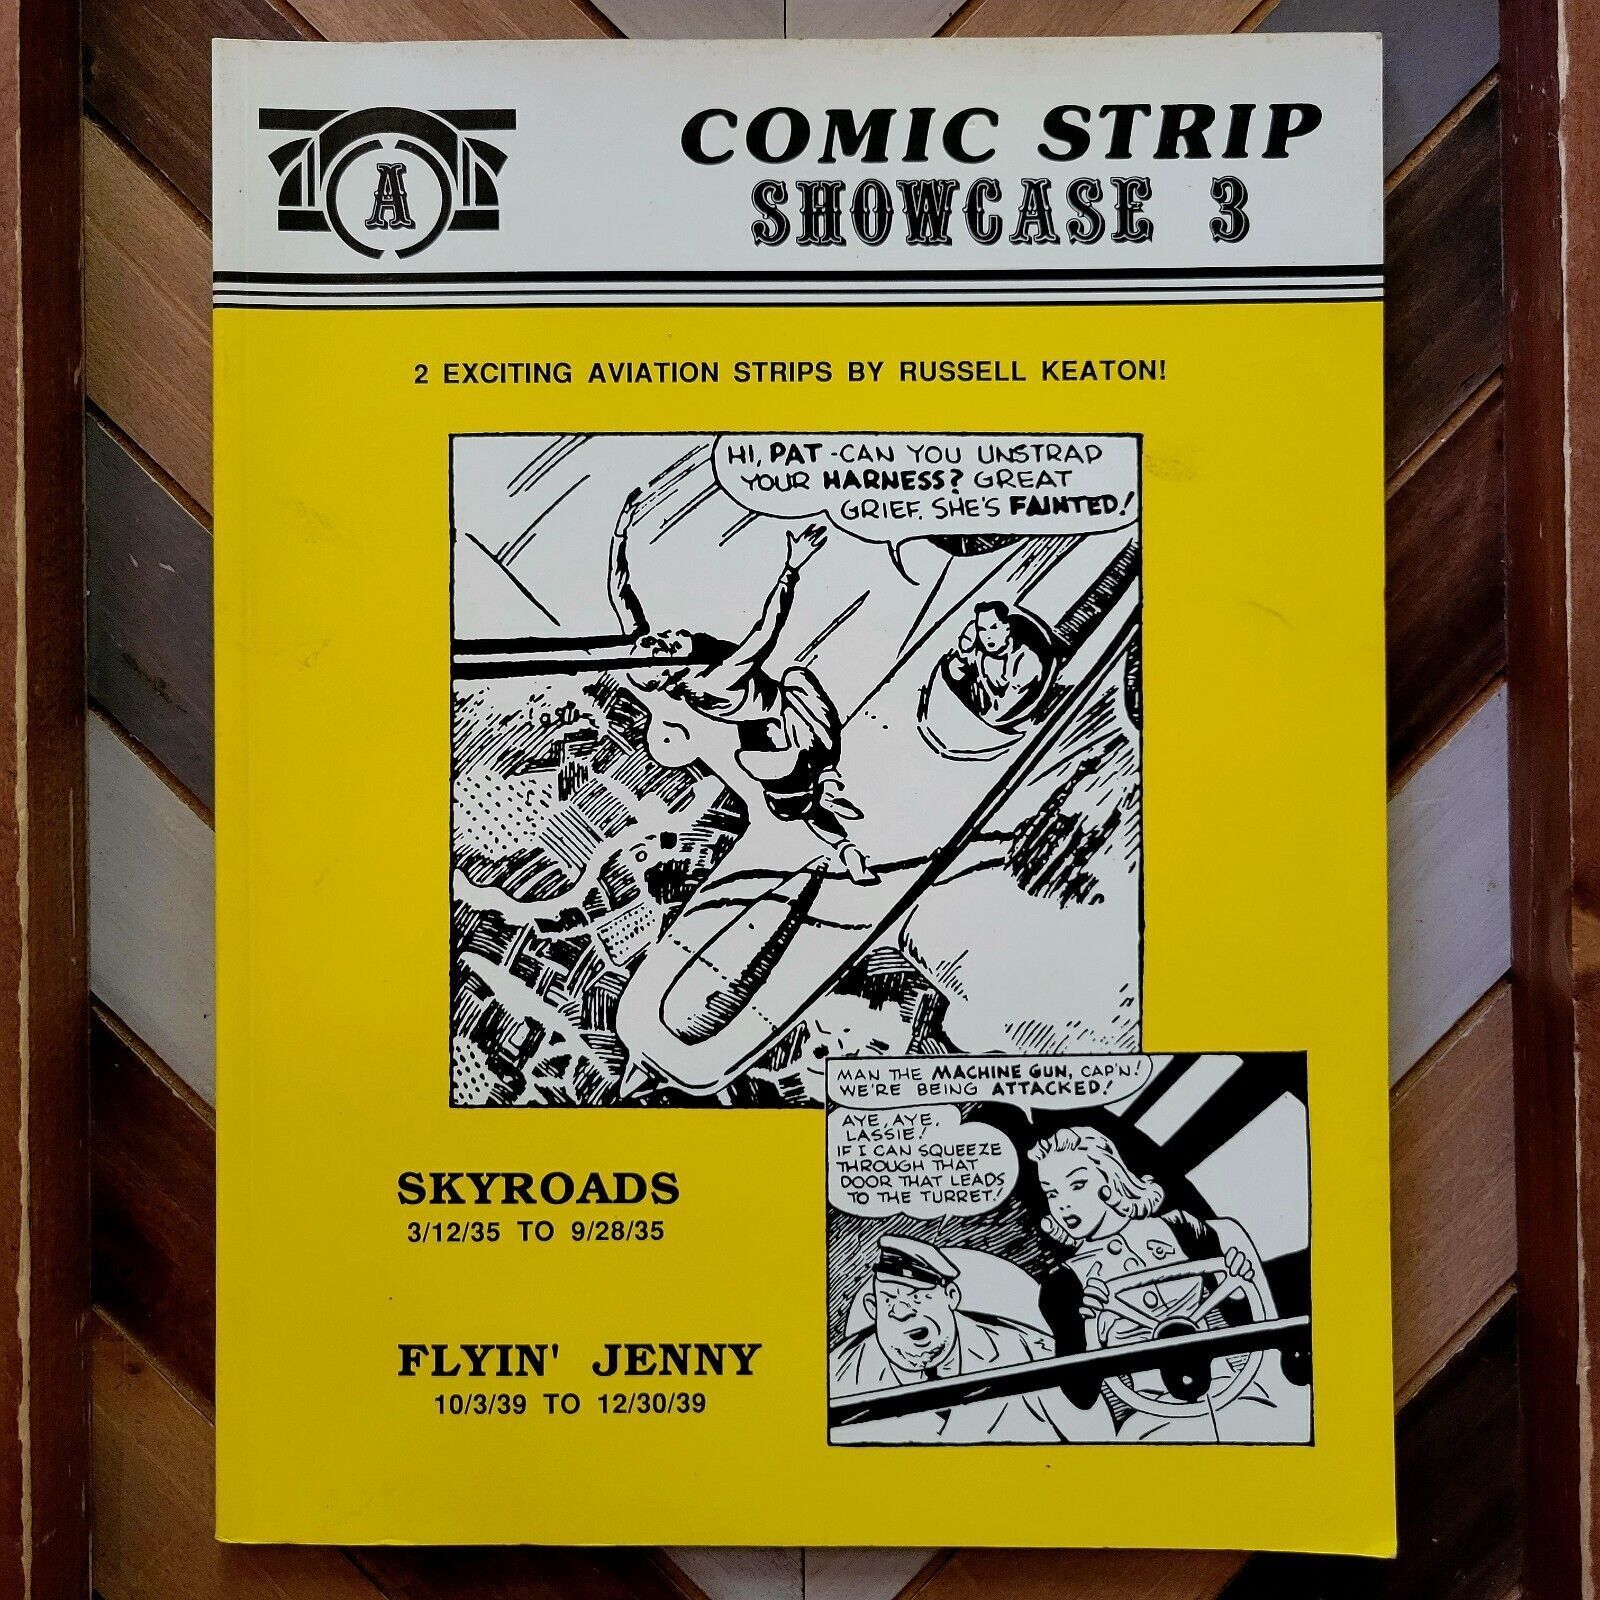 A
COMIC STRIP
SHOWCASE 3
2 EXCITING AVIATION STRIPS BY RUSSELL KEATON!
HI, PAT -CAN YOU UNSTRAP
YOUR HARNESS? GREAT
GRIEF, SHE'S FAINTED!
MAN THE MACHINE GUN, CAP'N!
WE'RE BEING ATTACKED!
AYE, AYE,
LASSIE!
IF I CAN SQUEEZE
THROUGH THAT
DOOR THAT LEADS
TO THE TURRET!
SKYROADS
3/12/35 TO 9/28/35
FLYIN' JENNY
10/3/39 TO 12/30/39